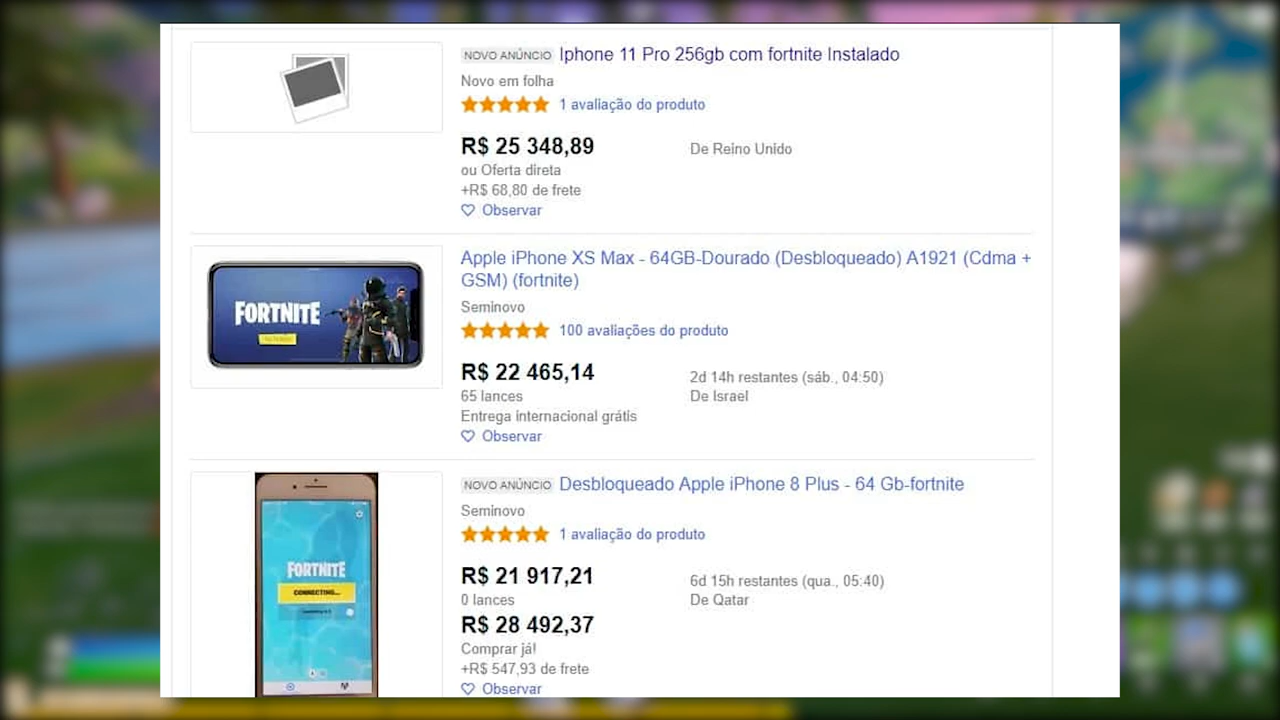 NOVO ANÚNCIO Iphone 11 Pro 256gb com fortnite Instalado
Novo em folha
1 avaliação do produto
R$ 25 348,89
De Reino Unido
ou Oferta direta
+R$ 68,80 de frete
Observar
FORTNITE
Apple iPhone XS Max - 64GB-Dourado (Desbloqueado) A1921 (Cdma +
GSM) (fortnite)
Seminovo
100 avaliações do produto
R$ 22 465,14
2d 14h restantes (sáb., 04:50)
65 lances
De Israel
Entrega internacional grátis
Observar
FORTNITE
CONNECTING...
NOVO ANÚNCIO Desbloqueado Apple iPhone 8 Plus - 64 Gb-fortnite
Seminovo
1 avaliação do produto
R$ 21 917,21
6d 15h restantes (qua., 05:40)
0 lances
De Qatar
R$ 28 492,37
Comprar já!
+R$ 547,93 de frete
Observar